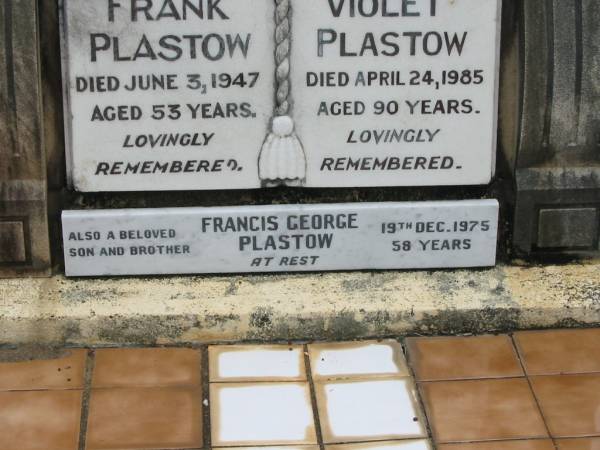 FRANK
PLASTOW
DIED JUNE 3, 1947
AGED 53 YEARS.
LOVINGLY
REMEMBERED.
VIOLET
PLASTOW
DIED APRIL 24, 1985
AGED 90 YEARS.
LOVINGLY
REMEMBERED.
ALSO A BELOVED
SON AND BROTHER
FRANCIS GEORGE
PLASTOW
AT REST
19TH DEC. 1975
58 YEARS